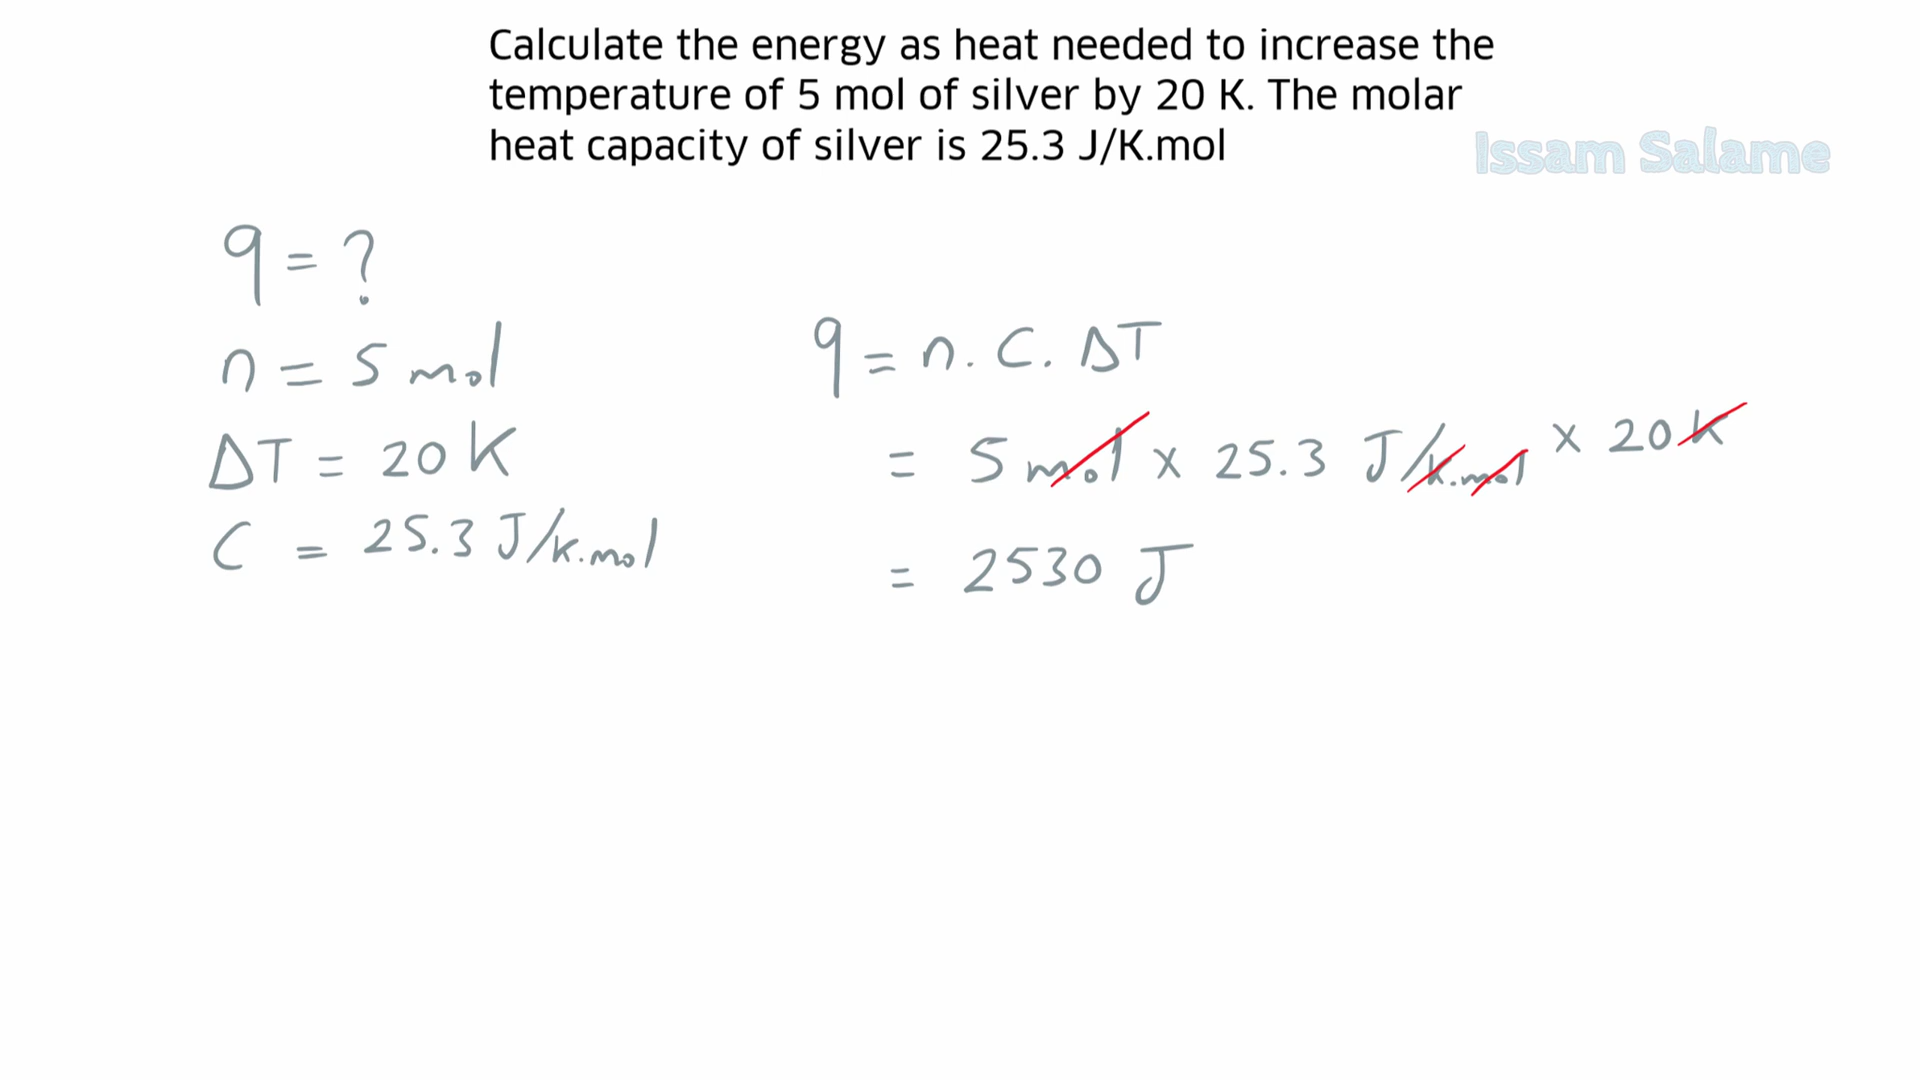 Calculate the energy as heat needed to increase the
temperature of 5 mol of silver by 20 K. The molar
heat capacity of silver is 25.3 J/K.mol
Issam Salame
q = ?
n = 5 mol
ΔT = 20 K
C = 25.3 J/K.mol
q = n. C. ΔT
= 5 mol x 25.3 J/K.mol x 20 K
= 2530 J